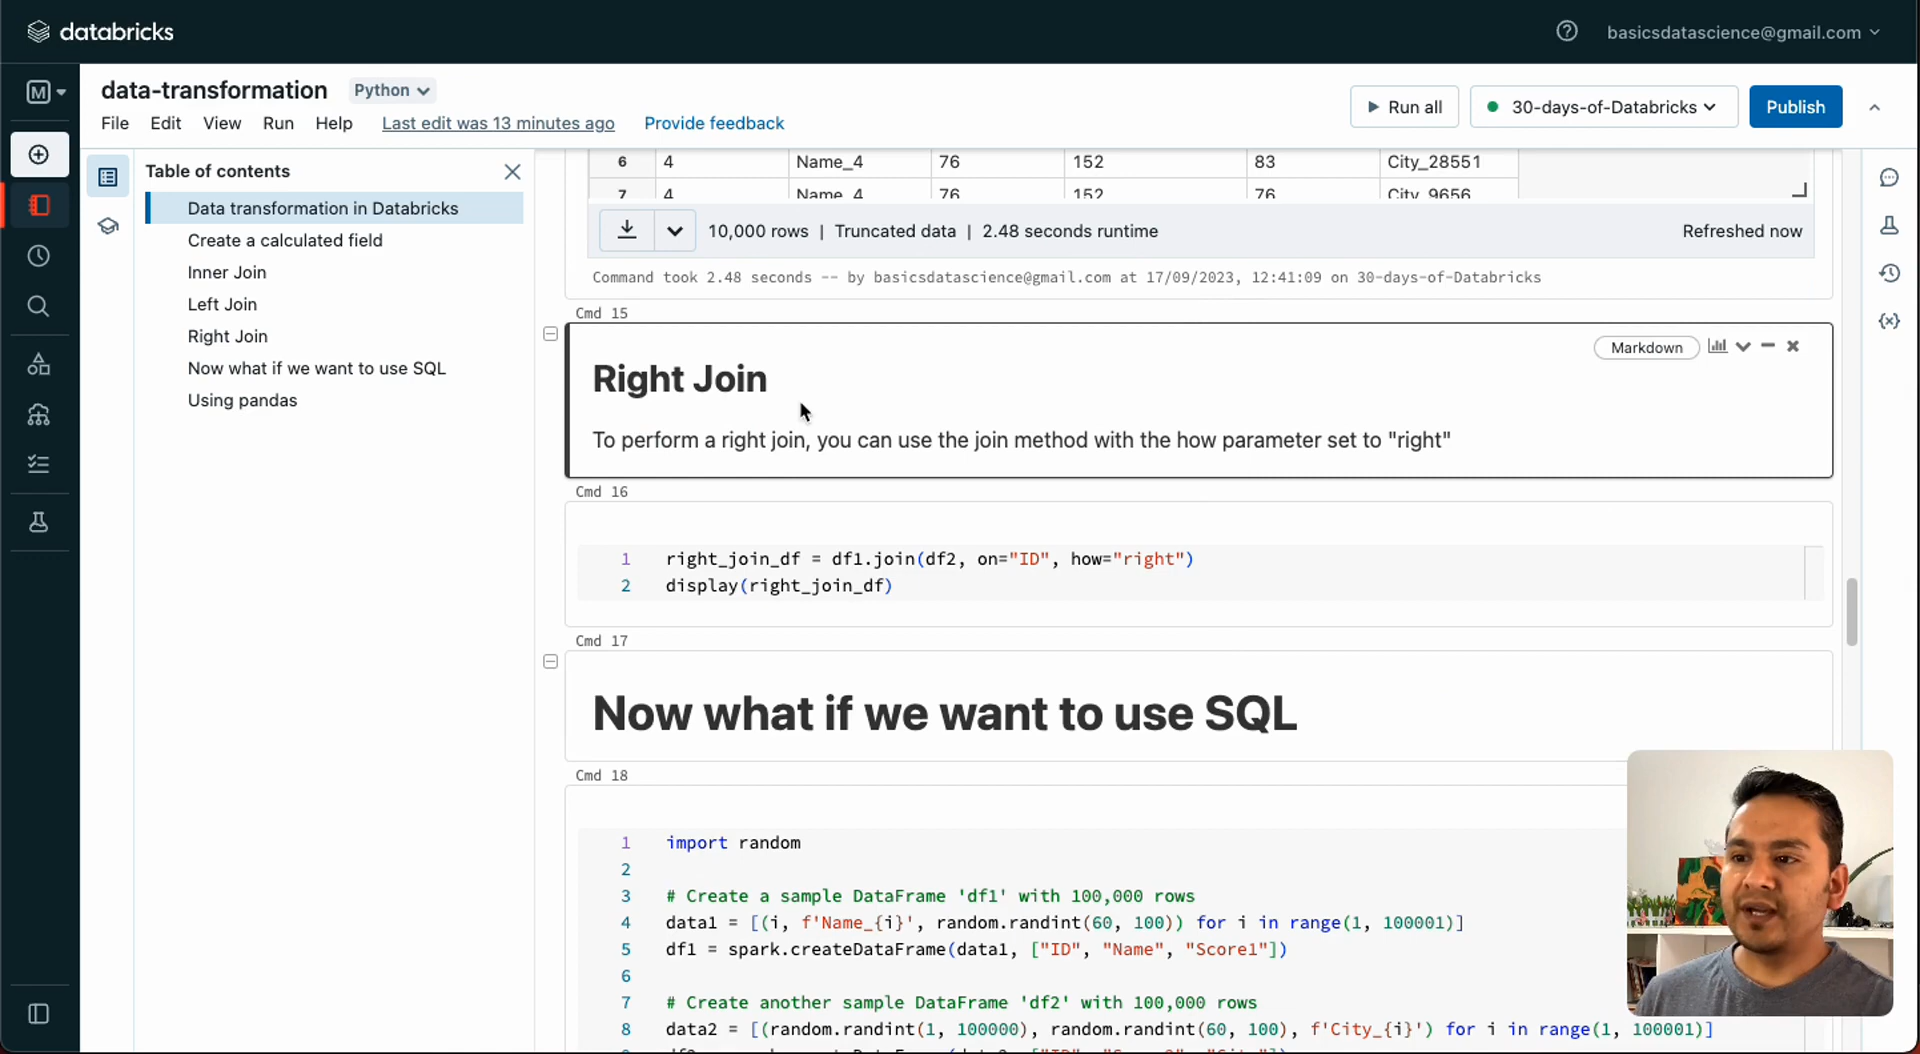 databricks
basicsdatascience@gmail.com
M
data-transformation
Python
File Edit View Run Help Last edit was 13 minutes ago Provide feedback
Run all
30-days-of-Databricks
Publish
Table of contents
Data transformation in Databricks
Create a calculated field
Inner Join
Left Join
Right Join
Now what if we want to use SQL
Using pandas
6 4 Name_4 76 152 83 City_28551
7 4 Name_4 76 152 76 City_9656
10,000 rows | Truncated data | 2.48 seconds runtime
Refreshed now
Command took 2.48 seconds -- by basicsdatascience@gmail.com at 17/09/2023, 12:41:09 on 30-days-of-Databricks
Cmd 15
Markdown
Right Join
To perform a right join, you can use the join method with the how parameter set to "right"
Cmd 16
1 right_join_df = df1.join(df2, on="ID", how="right")
2 display(right_join_df)
Cmd 17
Now what if we want to use SQL
Cmd 18
1 import random
2
3 # Create a sample DataFrame 'df1' with 100,000 rows
4 data1 = [(i, f'Name_{i}', random.randint(60, 100)) for i in range(1, 100001)]
5 df1 = spark.createDataFrame(data1, ["ID", "Name", "Score1"])
6
7 # Create another sample DataFrame 'df2' with 100,000 rows
8 data2 = [(random.randint(1, 100000), random.randint(60, 100), f'City_{i}') for i in range(1, 100001)]